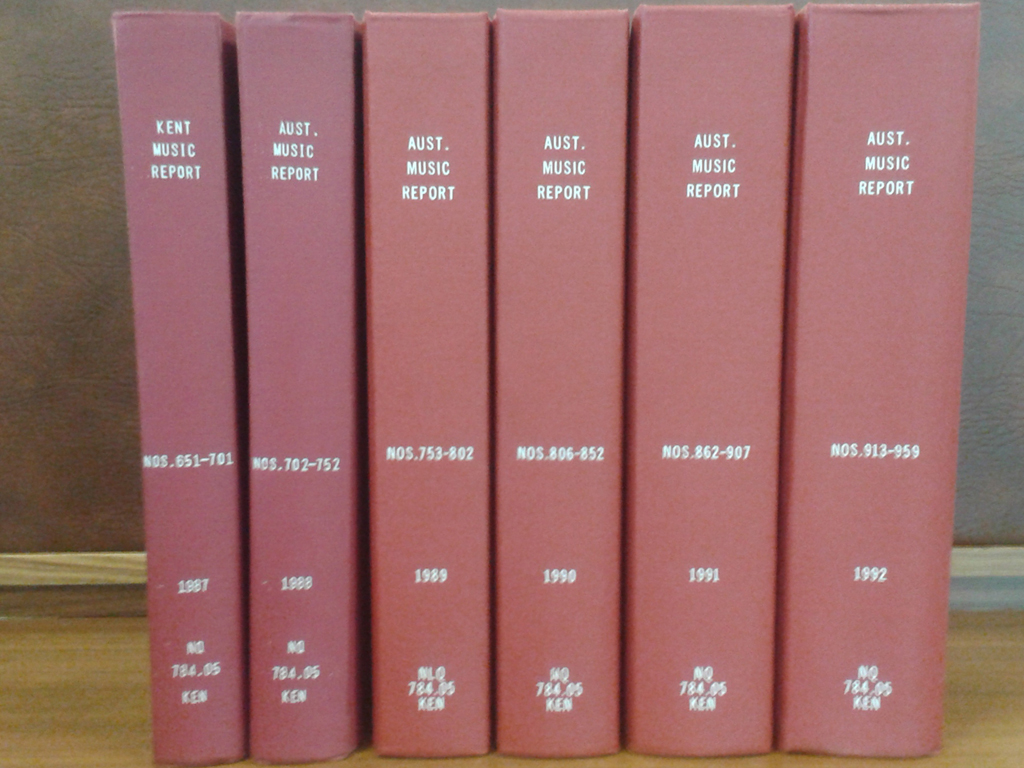 KENT
MUSIC
REPORT
NOS.651-701
1987
NQ
784.05
KEN
AUST.
MUSIC
REPORT
NOS.702-752
1988
NQ
784.05
KEN
AUST.
MUSIC
REPORT
NOS.753-802
1989
NLQ
784.05
KEN
AUST.
MUSIC
REPORT
NOS.806-852
1990
NQ
784.05
KEN
AUST.
MUSIC
REPORT
NOS.862-907
1991
NQ
784.05
KEN
AUST.
MUSIC
REPORT
NOS.913-959
1992
NQ
784.05
KEN